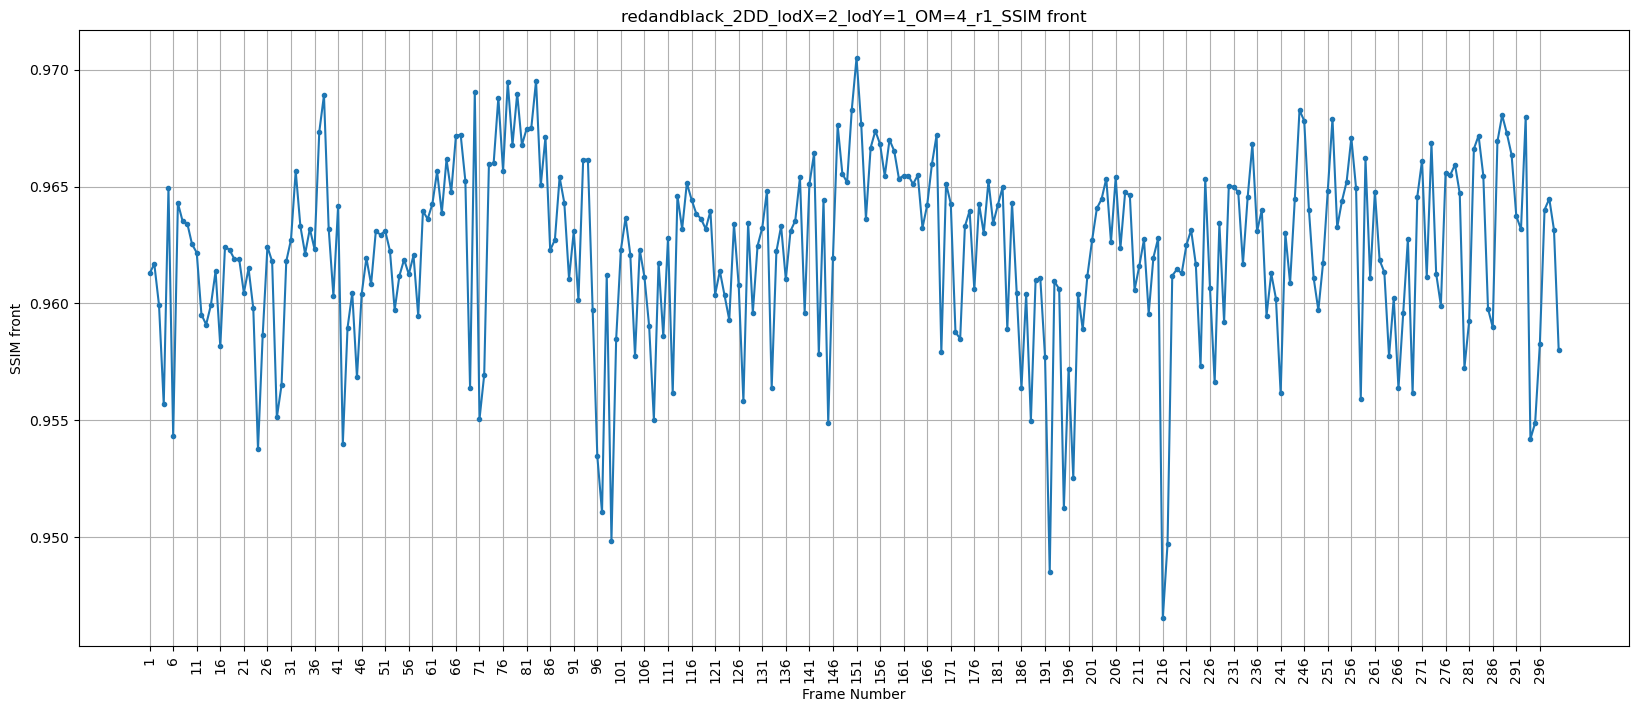 redandblack_2DD_lodX=2_lodY=1_OM=4_r1_SSIM front
0.970
0.965
0.960
0.955
0.950
SSIM front
1 6 11 16 21 26 31 36 41 46 51 56 61 66 71 76 81 86 91 96 101 106 111 116 121 126 131 136 141 146 151 156 161 166 171 176 181 186 191 196 201 206 211 216 221 226 231 236 241 246 251 256 261 266 271 276 281 286 291 296
Frame Number